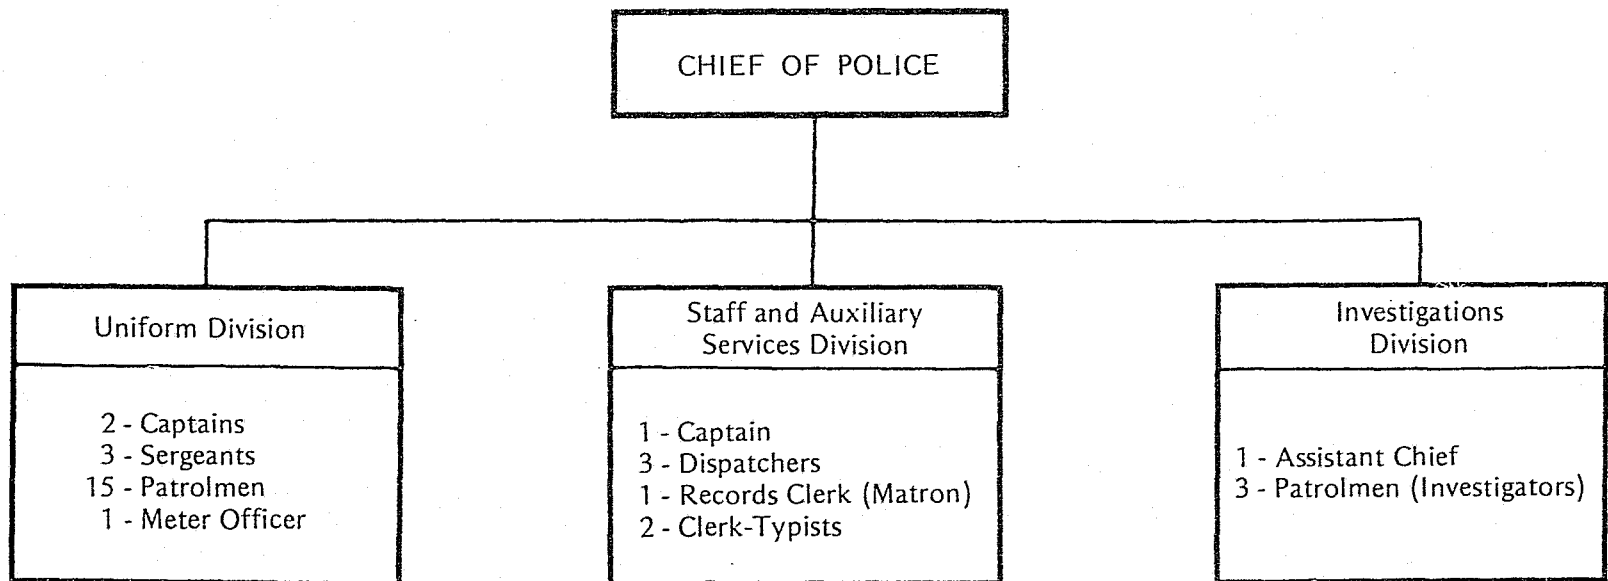 CHIEF OF POLICE
Uniform Division
2 - Captains
3 - Sergeants
15 - Patrolmen
1 - Meter Officer
Staff and Auxiliary
Services Division
1 - Captain
3 - Dispatchers
1 - Records Clerk (Matron)
2 - Clerk-Typists
Investigations
Division
1 - Assistant Chief
3 - Patrolmen (Investigators)